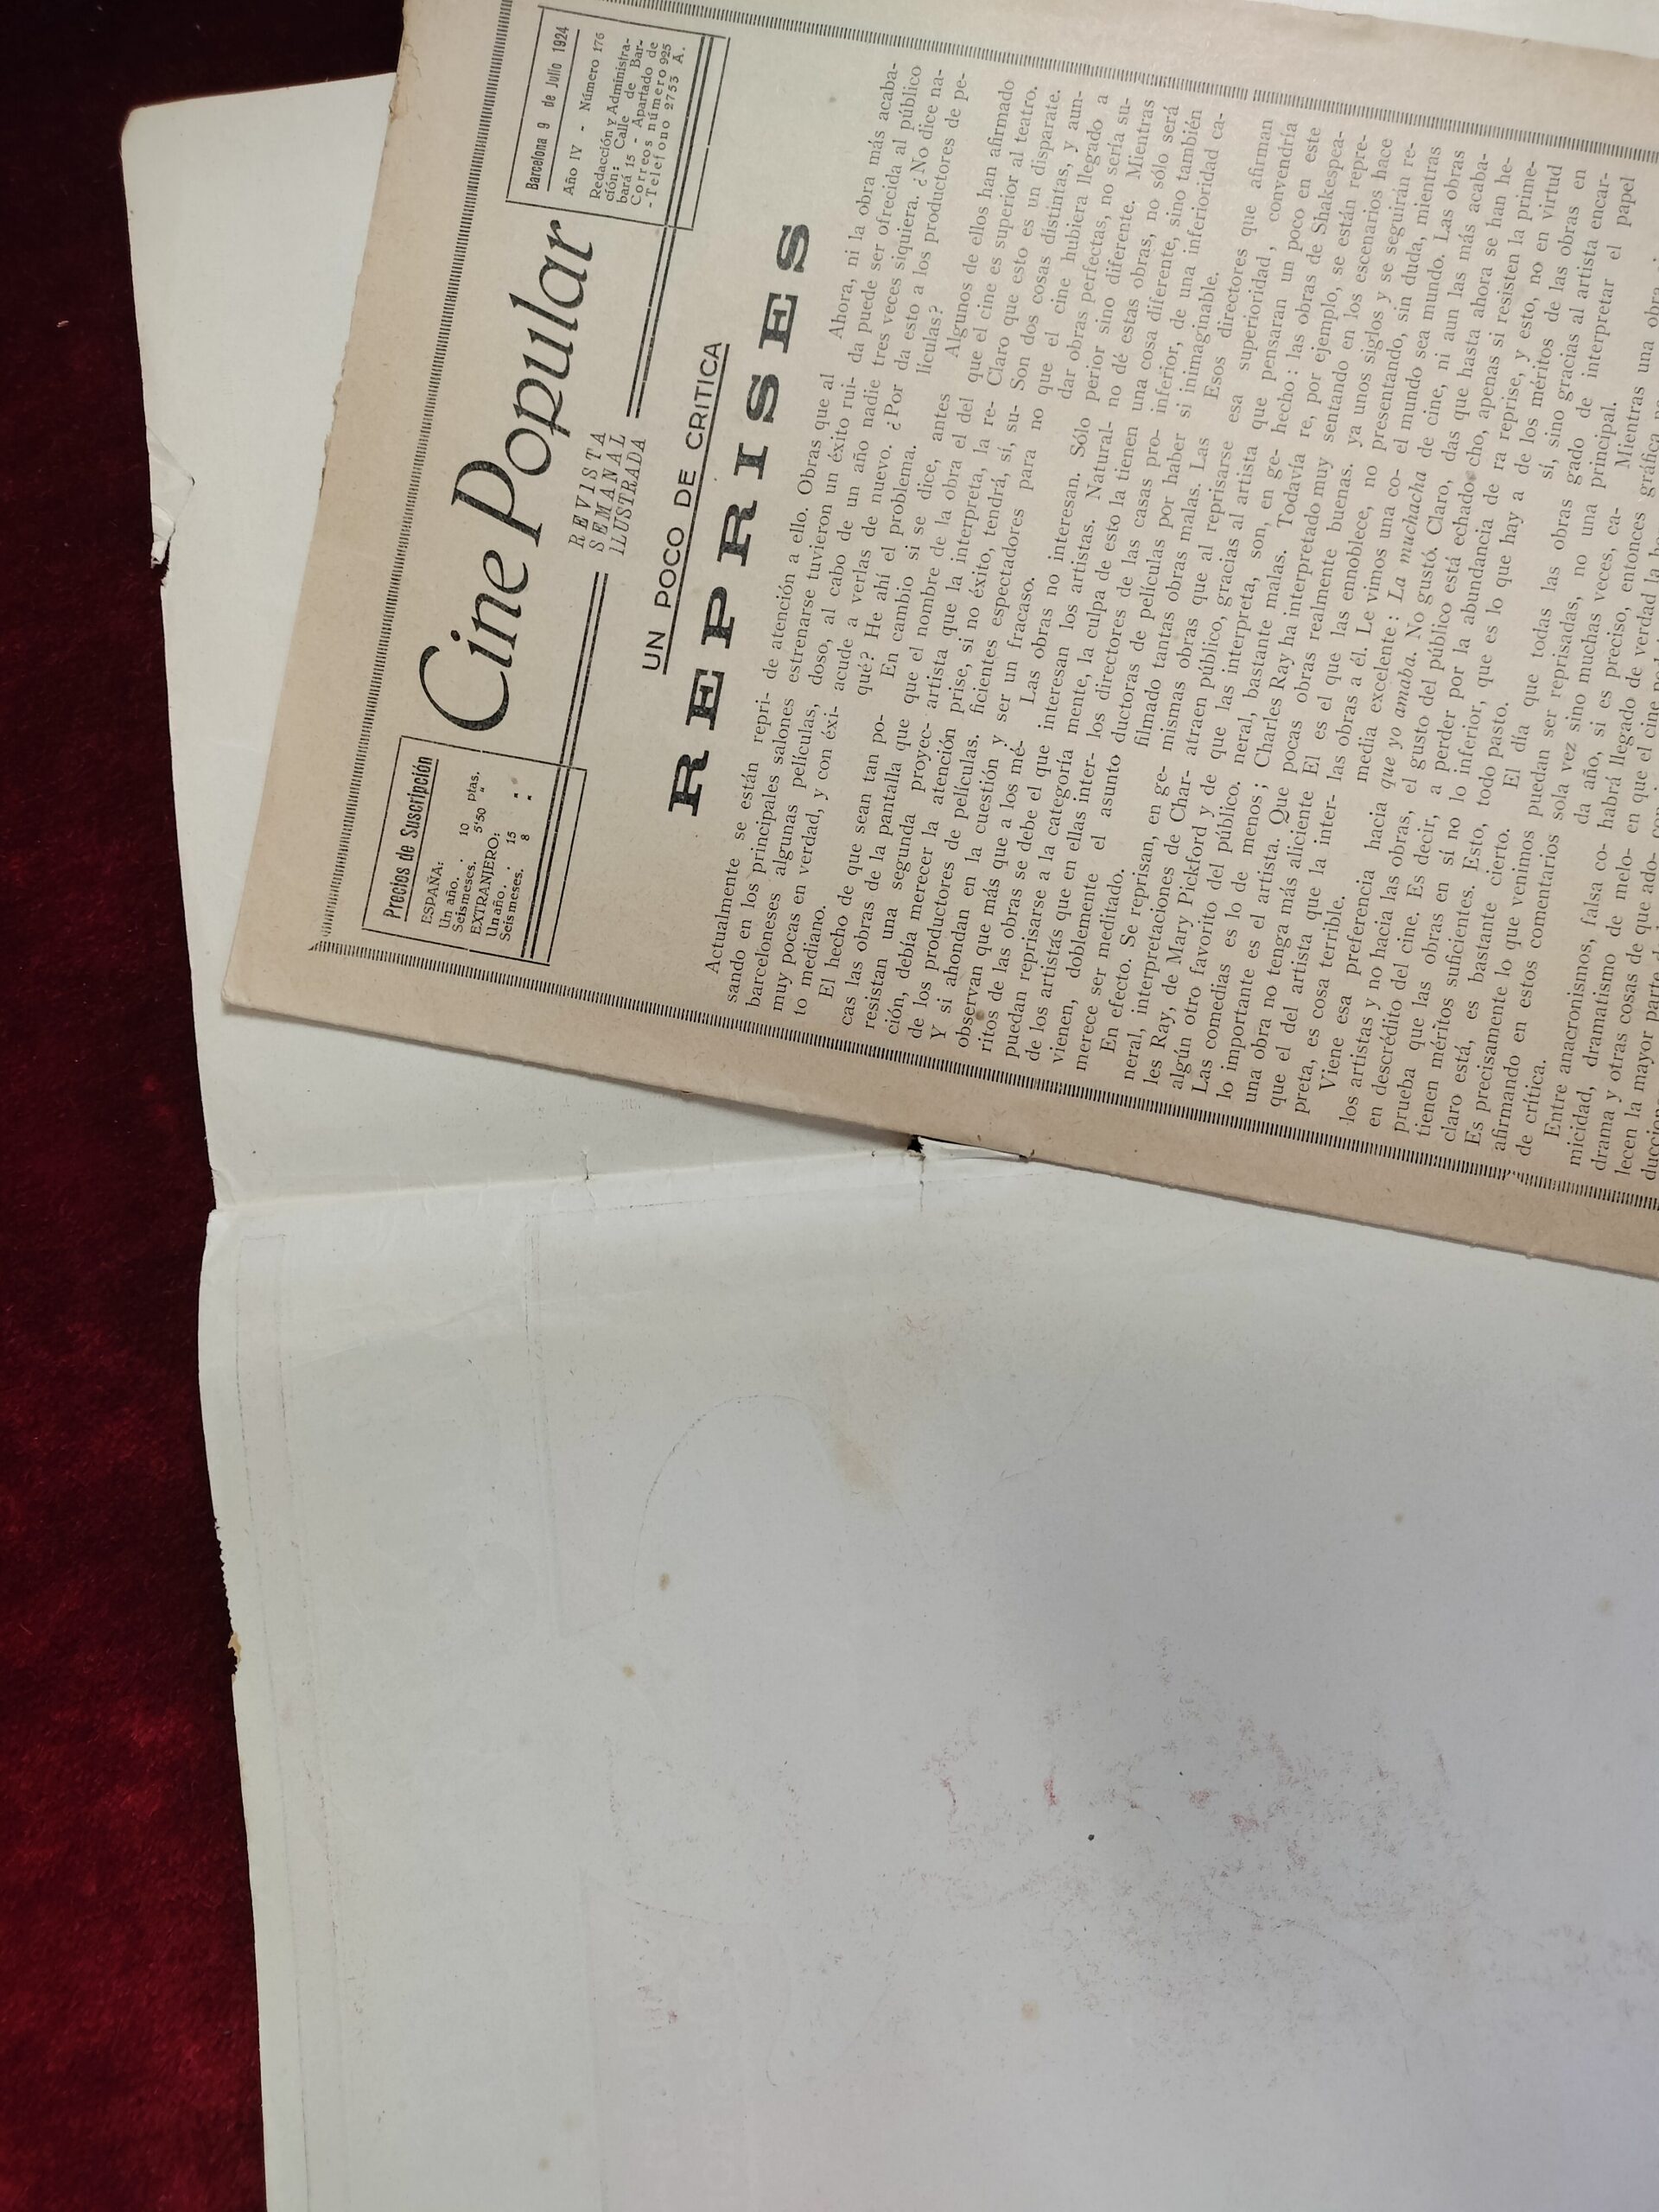 Precios de Suscripción
ESPAÑA:
Un año. . 10 ptas.
Seis meses. 5'50 "
EXTRANJERO:
Un año. . 15 "
Seis meses. 8 "
Cine Popular
REVISTA
SEMANAL
ILUSTRADA
Barcelona 9 de Julio 1924
Año IV - Número 176
Redacción y Administra-
ción: Calle de Bar-
bará 15 - Apartado de
Correos número 925
- Telefono 2753 A.
UN POCO DE CRITICA
REPRISES
Actualmente se están repri-
sando en los principales salones
barceloneses algunas películas,
muy pocas en verdad, y con éxi-
to mediano.
El hecho de que sean tan po-
cas las obras de la pantalla que
resistan una segunda proyec-
ción, debía merecer la atención
de los productores de películas.
Y si ahondan en la cuestión y
observan que más que a los mé-
ritos de las obras se debe el que
puedan reprisarse a la categoría
de los artistas que en ellas inter-
vienen, doblemente el asunto
merece ser meditado.
En efecto. Se reprisan, en ge-
neral, interpretaciones de Char-
les Ray, de Mary Pickford y de
algún otro favorito del público.
Las comedias es lo de menos;
lo importante es el artista. Que
una obra no tenga más aliciente
que el del artista que la inter-
preta, es cosa terrible.
Viene esa preferencia hacia
los artistas y no hacia las obras,
en descrédito del cine. Es decir,
prueba que las obras en sí no
tienen méritos suficientes. Esto,
claro está, es bastante cierto.
Es precisamente lo que venimos
afirmando en estos comentarios
de crítica.
Entre anacronismos, falsa co-
micidad, dramatismo de melo-
drama y otras cosas de que ado-
lecen la mayor parte
de atención a ello. Obras que al
estrenarse tuvieron un éxito rui-
doso, al cabo de un año nadie
acude a verlas de nuevo. ¿Por
qué? He ahí el problema.
En cambio si se dice, antes
que el nombre de la obra el del
artista que la interpreta, la re-
prise, si no éxito, tendrá, sí, su-
ficientes espectadores para no
ser un fracaso.
Las obras no interesan. Sólo
interesan los artistas. Natural-
mente, la culpa de esto la tienen
los directores de las casas pro-
ductoras de películas por haber
filmado tantas obras malas. Las
mismas obras que al reprisarse
atraen público, gracias al artista
que las interpreta, son, en ge-
neral, bastante malas. Todavía
Charles Ray ha interpretado muy
pocas obras realmente buenas.
El es el que las ennoblece, no
las obras a él. Le vimos una co-
media excelente: La muchacha
que yo amaba. No gustó. Claro,
el gusto del público está echado
a perder por la abundancia de
lo inferior, que es lo que hay a
todo pasto.
El día que todas las obras
puedan ser reprisadas, no una
sola vez sino muchas veces, ca-
da año, si es preciso, entonces
habrá llegado de verdad la
en que el cine
Ahora, ni la obra más acaba-
da puede ser ofrecida al público
tres veces siquiera. ¿No dice na-
da esto a los productores de pe-
lículas?
Algunos de ellos han afirmado
que el cine es superior al teatro.
Claro que esto es un disparate.
Son dos cosas distintas, y aun-
que el cine hubiera llegado a
dar obras perfectas, no sería su-
perior sino diferente. Mientras
no dé estas obras, no sólo será
una cosa diferente, sino también
inferior, de una inferioridad ca-
si inimaginable.
Esos directores que afirman
esa superioridad, convendría
que pensaran un poco en este
hecho: las obras de Shakespea-
re, por ejemplo, se están repre-
sentando en los escenarios hace
ya unos siglos y se seguirán re-
presentando, sin duda, mientras
el mundo sea mundo. Las obras
de cine, ni aun las más acaba-
das que hasta ahora se han he-
cho, apenas si resisten la prime-
ra reprise, y esto, no en virtud
de los méritos de las obras en
sí, sino gracias al artista encar-
gado de interpretar el papel
principal.
Mientras una obra
gráfica